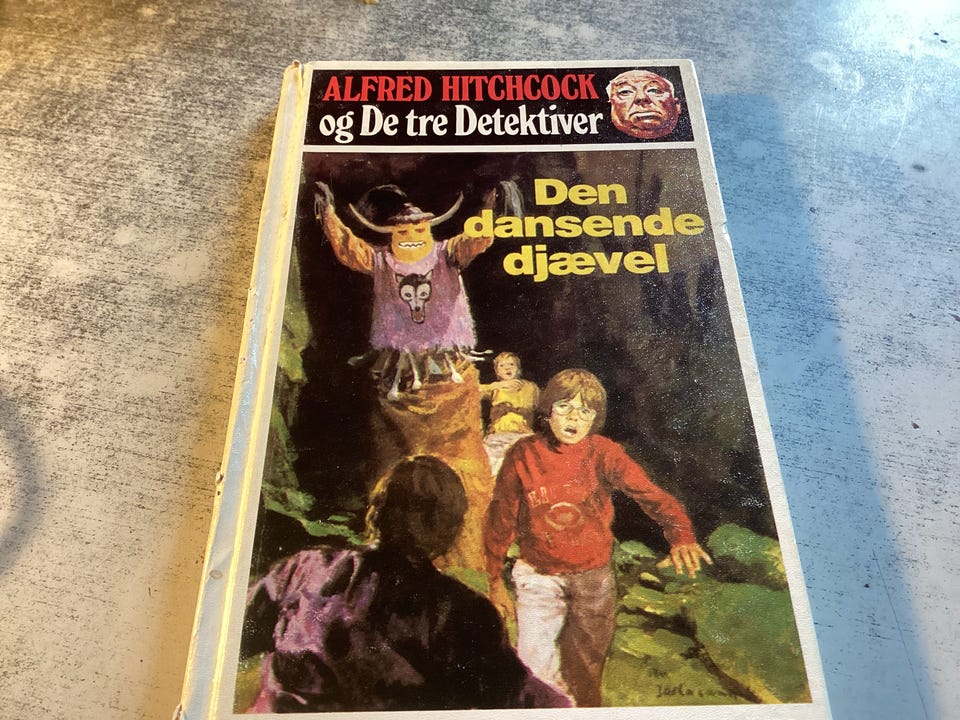 ALFRED HITCHCOCK
og De tre Detektiver
Den
dansende
djævel